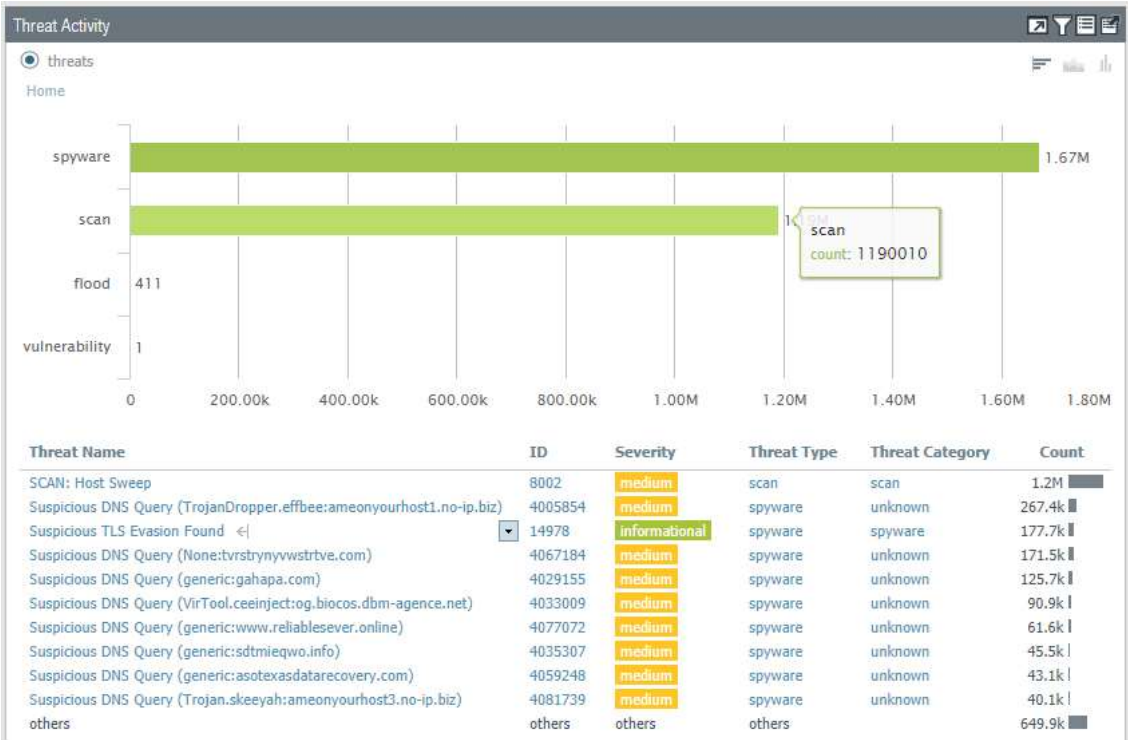 Threat Activity
threats
Home
spyware 1.67M
scan
scan
count: 1190010
flood 411
vulnerability 1
0 200.00k 400.00k 600.00k 800.00k 1.00M 1.20M 1.40M 1.60M 1.80M
Threat Name ID Severity Threat Type Threat Category Count
SCAN: Host Sweep 8002 medium scan scan 1.2M
Suspicious DNS Query (TrojanDropper.effbee:ameonyourhost1.no-ip.biz) 4005854 medium spyware unknown 267.4k
Suspicious TLS Evasion Found 14978 informational spyware spyware 177.7k
Suspicious DNS Query (None:tvrstrynyvwstrtve.com) 4067184 medium spyware unknown 171.5k
Suspicious DNS Query (generic:gahapa.com) 4029155 medium spyware unknown 125.7k
Suspicious DNS Query (VirTool.ceeinject:og.biocos.dbm-agence.net) 4033009 medium spyware unknown 90.9k
Suspicious DNS Query (generic:www.reliablesever.online) 4077072 medium spyware unknown 61.6k
Suspicious DNS Query (generic:sdtmieqwo.info) 4035307 medium spyware unknown 45.5k
Suspicious DNS Query (generic:asotexasdatarecovery.com) 4059248 medium spyware unknown 43.1k
Suspicious DNS Query (Trojan.skeeyah:ameonyourhost3.no-ip.biz) 4081739 medium spyware unknown 40.1k
others others others others 649.9k